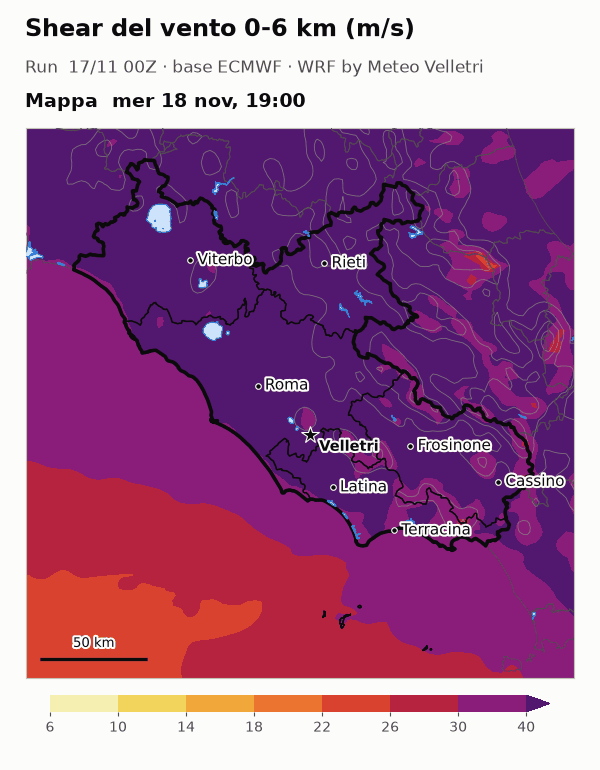 Shear del vento 0-6 km (m/s)
Run  17/11 00Z · base ECMWF · WRF by Meteo Velletri
Mappa  mer 18 nov, 19:00
Viterbo
Rieti
Roma
Velletri
Frosinone
Cassino
Latina
Terracina
50 km
6 10 14 18 22 26 30 40